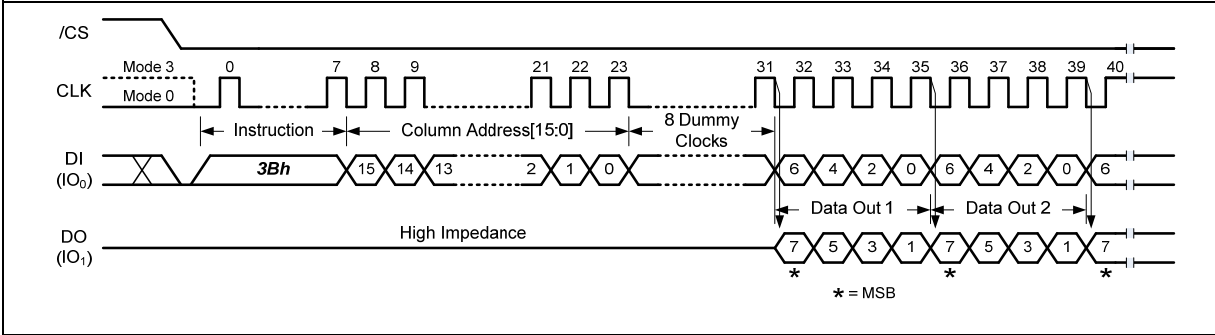 /CS
Mode 3
0 7 8 9 21 22 23 31 32 33 34 35 36 37 38 39 40
CLK
Mode 0
Instruction Column Address[15:0] 8 Dummy Clocks
DI
(IO0)
3Bh 15 14 13 2 1 0 6 4 2 0 6 4 2 0 6
Data Out 1 Data Out 2
High Impedance
DO
(IO1)
7 5 3 1 7 5 3 1 7
* * *
* = MSB